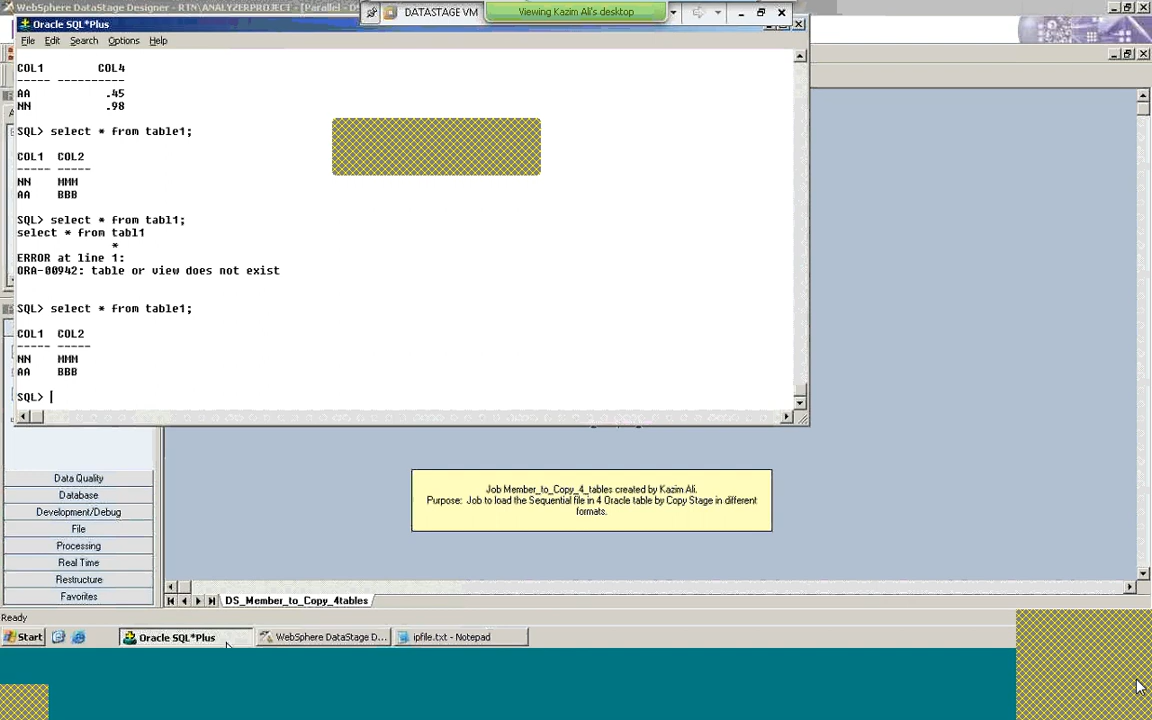 WebSphere DataStage Designer - RTN\ANALYZERPROJECT - [Parallel - DS
DATASTAGE VM
Viewing Kazim Ali's desktop
Oracle SQL*Plus
File Edit Search Options Help
COL1 COL4
----- ----------
AA .45
NN .98
SQL> select * from table1;
COL1 COL2
----- -----
NN MMM
AA BBB
SQL> select * from tabl1;
select * from tabl1
*
ERROR at line 1:
ORA-00942: table or view does not exist
SQL> select * from table1;
COL1 COL2
----- -----
NN MMM
AA BBB
SQL>
Job Member_to_Copy_4_tables created by Kazim Ali.
Purpose: Job to load the Sequential file in 4 Oracle table by Copy Stage in different
formats.
Data Quality
Database
Development/Debug
File
Processing
Real Time
Restructure
Favorites
DS_Member_to_Copy_4tables
Ready
Start
Oracle SQL*Plus
WebSphere DataStage D...
ipfile.txt - Notepad